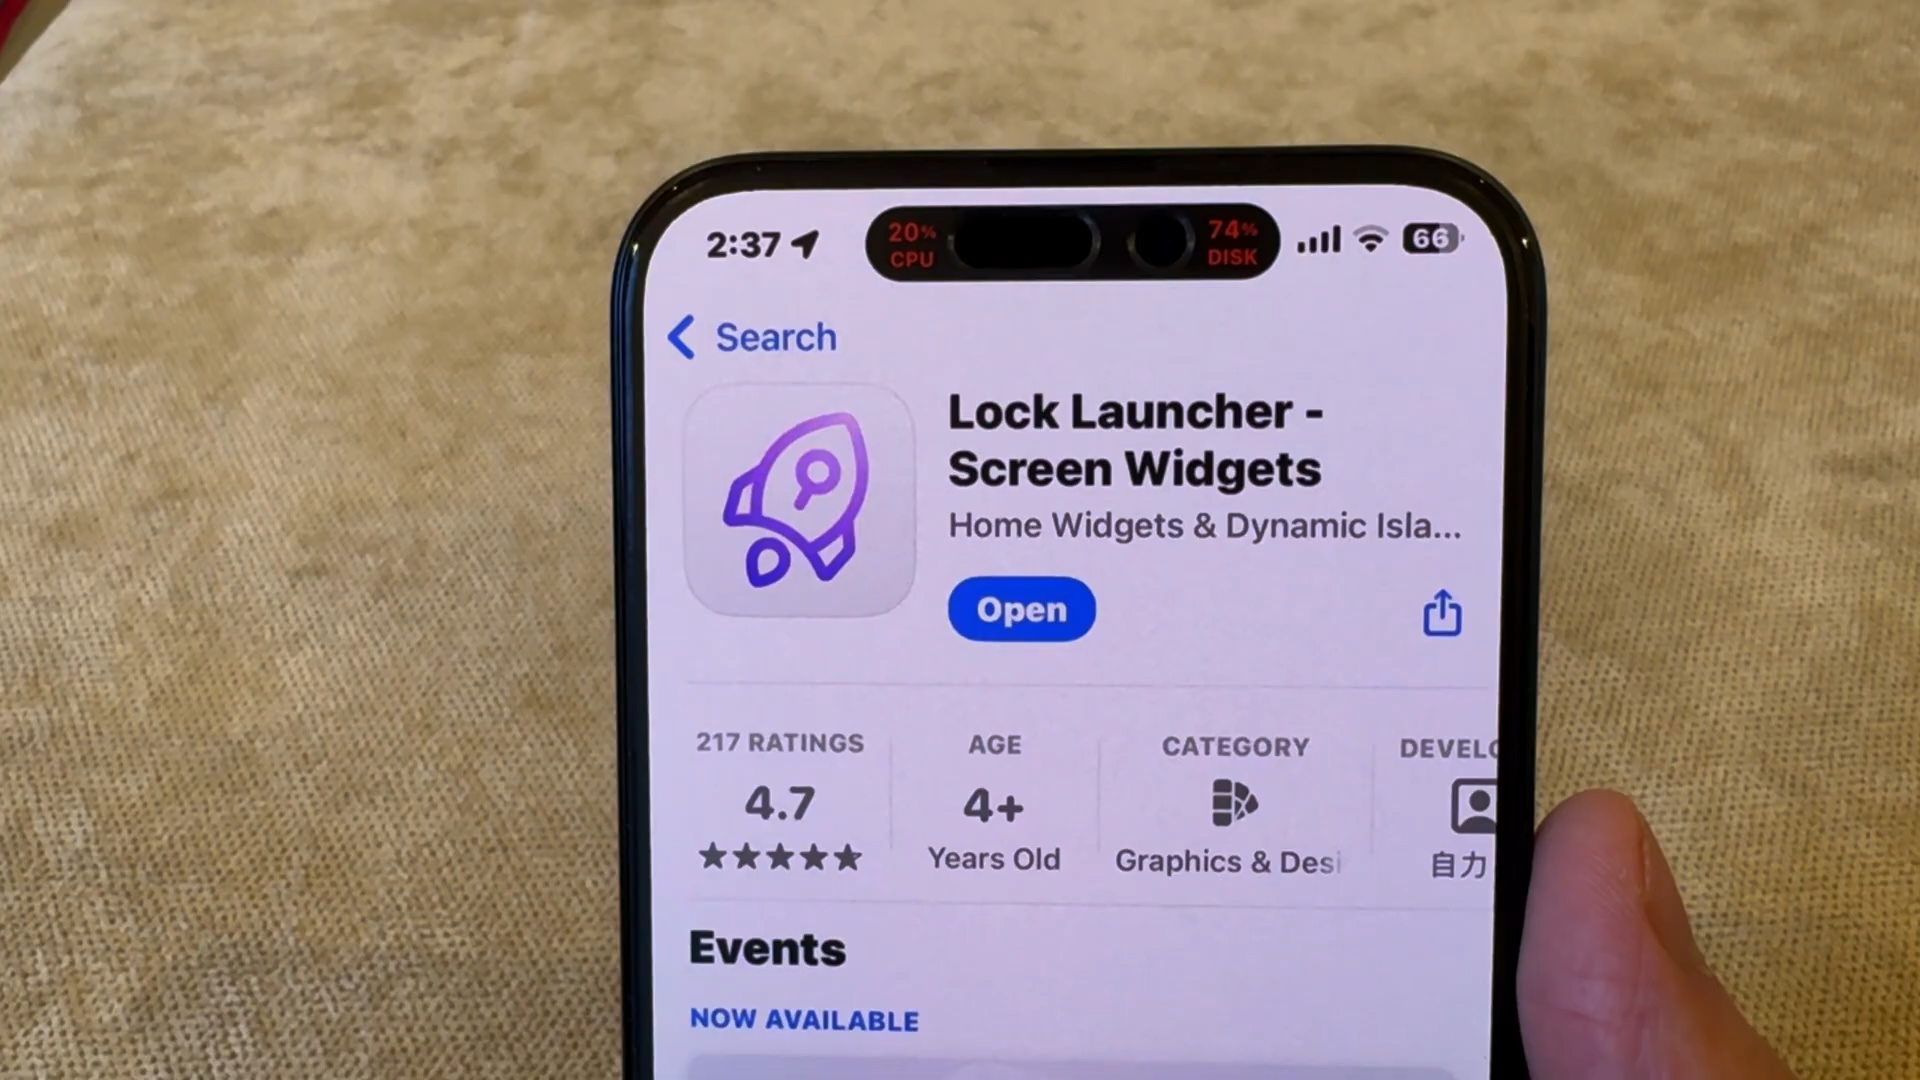 2:37
20%
CPU
74%
DISK
66
Search
Lock Launcher -
Screen Widgets
Home Widgets & Dynamic Isla...
Open
217 RATINGS
AGE
CATEGORY
DEVELO
4.7
4+
Years Old
Graphics & Desi
自力
Events
NOW AVAILABLE